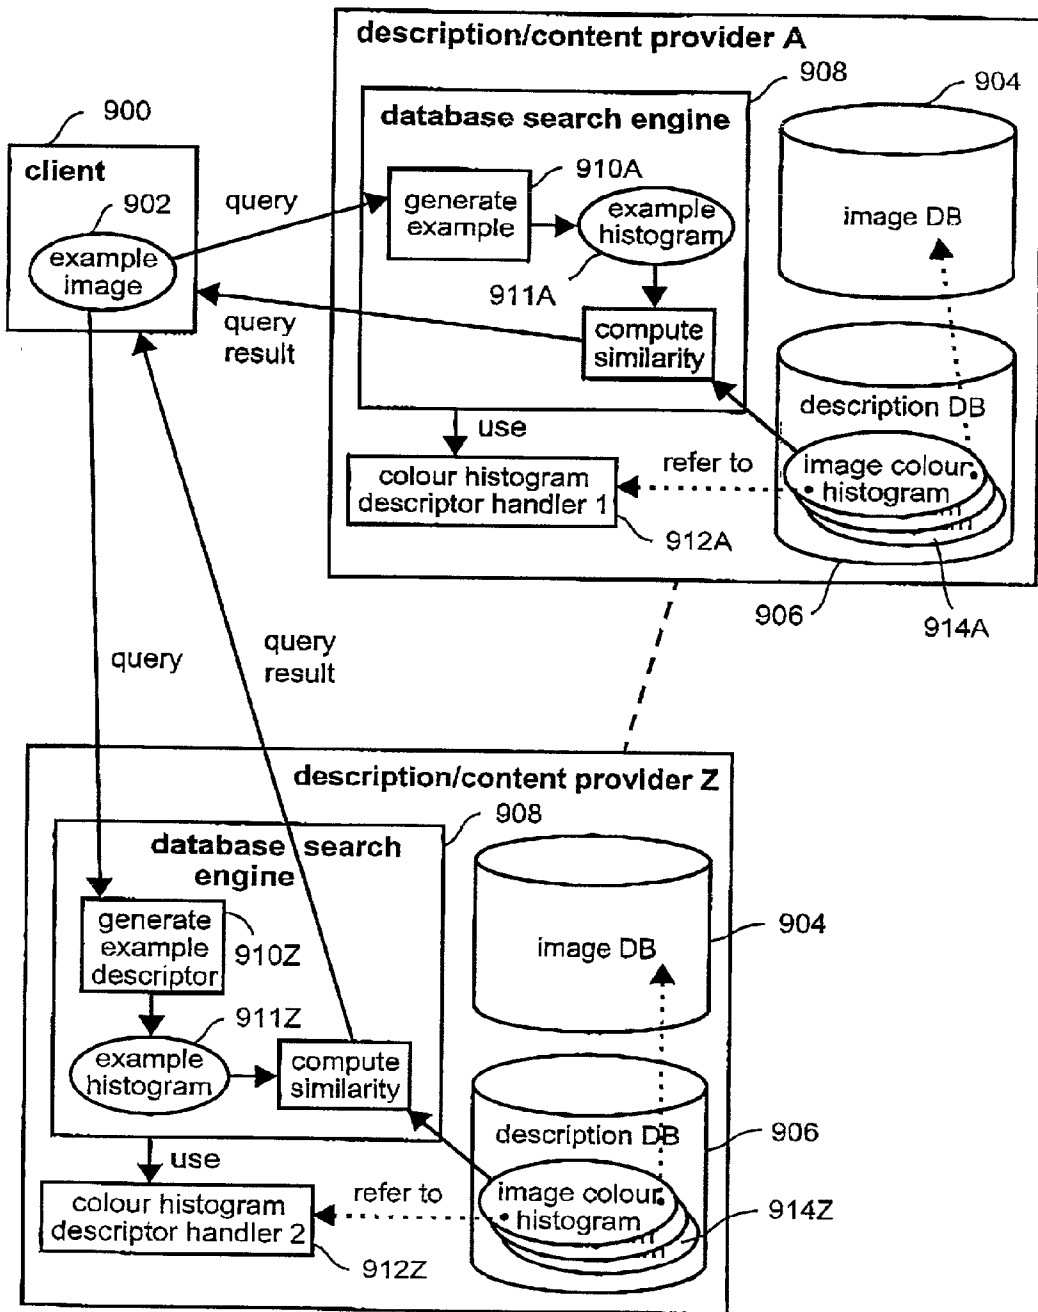 description/content provider A
908
904
900
database search engine
client
910A
902
query
generate
example
example
histogram
image DB
example
image
911A
query
result
compute
similarity
description DB
use
refer to
image colour
histogram
colour histogram
descriptor handler 1
912A
906
914A
query
query
result
description/content provider Z
908
database search
engine
generate
example
descriptor
910Z
904
image DB
911Z
example
histogram
compute
similarity
description DB
906
use
refer to
image colour
histogram
colour histogram
descriptor handler 2
914Z
912Z